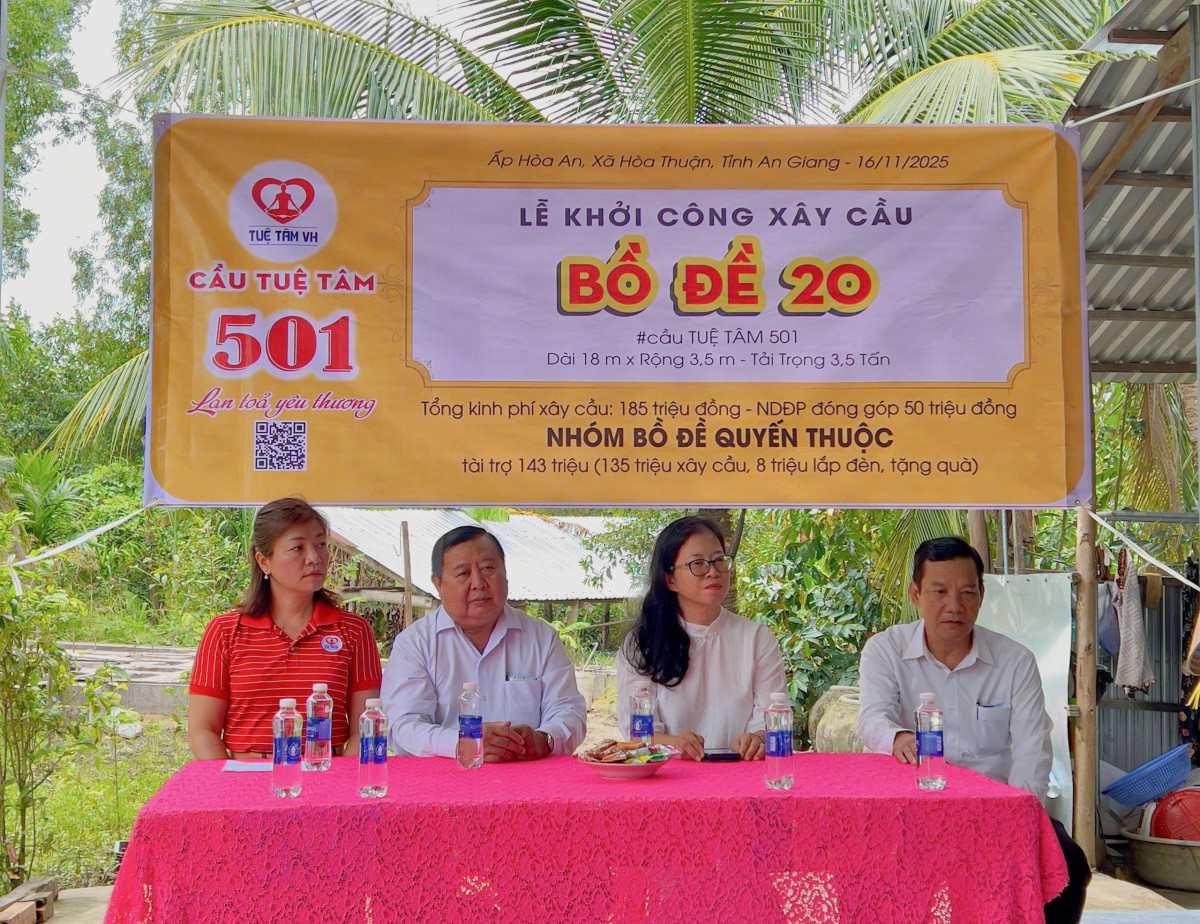 Ấp Hòa An, Xã Hòa Thuận, Tỉnh An Giang - 16/11/2025
TUỆ TÂM VH
CẦU TUỆ TÂM
501
Lan toả yêu thương
LỄ KHỞI CÔNG XÂY CẦU
BỒ ĐỀ 20
#cầu TUỆ TÂM 501
Dài 18 m x Rộng 3,5 m - Tải Trọng 3,5 Tấn
Tổng kinh phí xây cầu: 185 triệu đồng - NDĐP đóng góp 50 triệu đồng
NHÓM BỒ ĐỀ QUYẾN THUỘC
tài trợ 143 triệu (135 triệu xây cầu, 8 triệu lắp đèn, tặng quà)